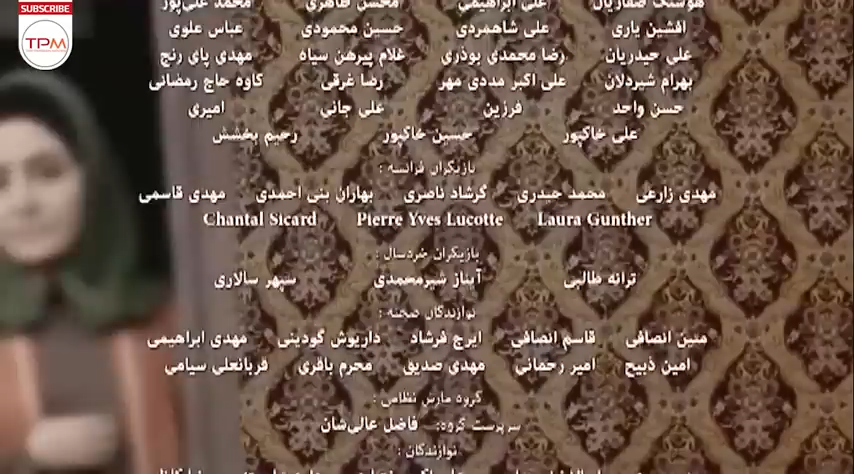 SUBSCRIBE
TPM
هوشنگ صفاریان علی ابراهیمی محسن طاهری محمد علی‌پور
افشین یاری علی شاهمردی حسین محمودی عباس علوی
علی حیدریان رضا محمدی بوذری غلام پیرهن سیاه مهدی پای رنج
بهرام شیردلان علی اکبر مددی مهر رضا غرقی کاوه حاج رمضانی
حسن واحد فرزین علی جانی امیری
علی خاکپور حسین خاکپور رحیم بخشش
بازیگران فرانسه :
مهدی زارعی محمد حیدری گرشاد ناصری بهاران بنی احمدی مهدی قاسمی
Chantal Sicard Pierre Yves Lucotte Laura Gunther
بازیگران خردسال :
ترانه طالبی آیناز شیرمحمدی سپهر سالاری
نوازندگان صحنه :
متین انصافی قاسم انصافی ایرج فرشاد داریوش گودینی مهدی ابراهیمی
امین ذبیح امیر رحمانی مهدی صدیق محرم باقری قربانعلی سیامی
گروه مارس نظامی :
سرپرست گروه: فاضل عالی‌شان
نوازندگان :